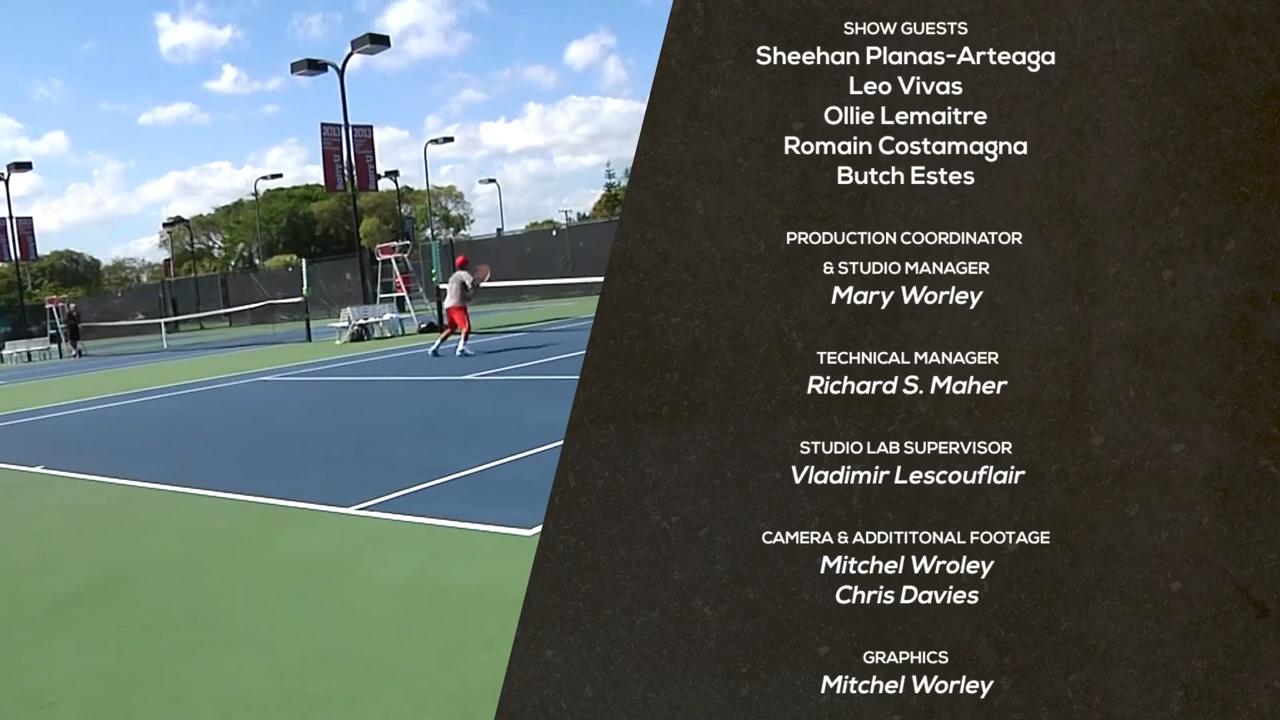 2013
2013
SHOW GUESTS
Sheehan Planas-Arteaga
Leo Vivas
Ollie Lemaitre
Romain Costamagna
Butch Estes
PRODUCTION COORDINATOR
& STUDIO MANAGER
Mary Worley
TECHNICAL MANAGER
Richard S. Maher
STUDIO LAB SUPERVISOR
Vladimir Lescouflair
CAMERA & ADDITITONAL FOOTAGE
Mitchel Wroley
Chris Davies
GRAPHICS
Mitchel Worley